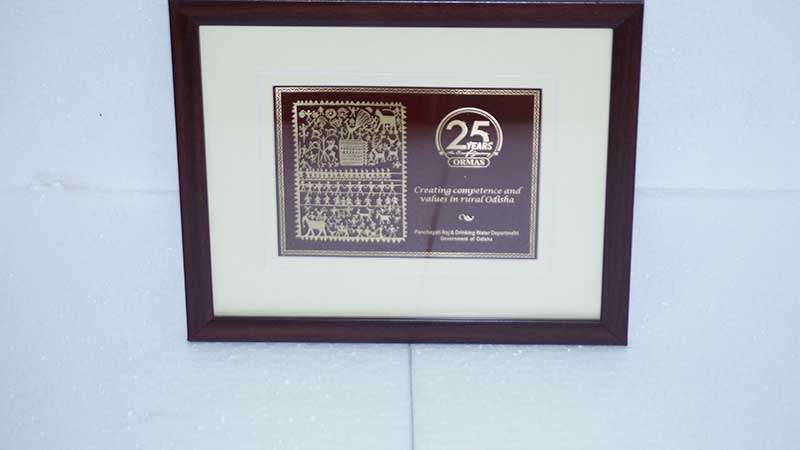 25
YEARS
ORMAS
Creating competence and
values in rural Odisha
Panchayati Raj & Drinking Water Department
Government of Odisha